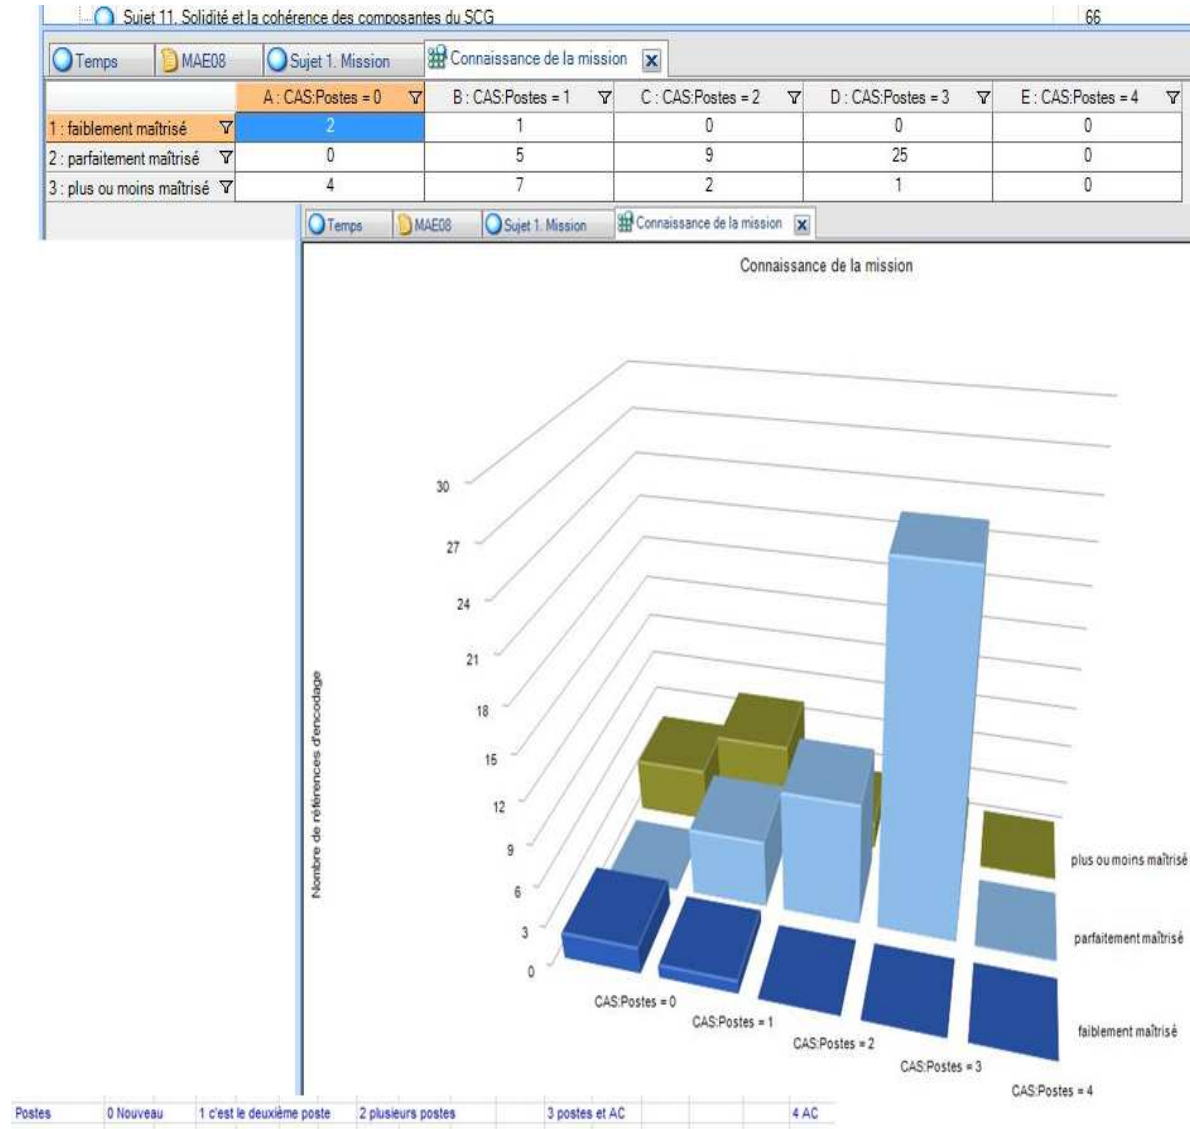 Sujet 11. Solidité et la cohérence des composantes du SCG 66
Temps MAE08 Sujet 1. Mission Connaissance de la mission
A : CAS:Postes = 0 B : CAS:Postes = 1 C : CAS:Postes = 2 D : CAS:Postes = 3 E : CAS:Postes = 4
1 : faiblement maîtrisé 2 1 0 0 0
2 : parfaitement maîtrisé 0 5 9 25 0
3 : plus ou moins maîtrisé 4 7 2 1 0
Temps MAE08 Sujet 1. Mission Connaissance de la mission
Connaissance de la mission
30
27
24
21
18
15
12
9
6
3
0
Nombre de références d'encodage
plus ou moins maîtrisé
parfaitement maîtrisé
faiblement maîtrisé
CAS:Postes = 0
CAS:Postes = 1
CAS:Postes = 2
CAS:Postes = 3
CAS:Postes = 4
Postes 0 Nouveau 1 c'est le deuxième poste 2 plusieurs postes 3 postes et AC 4 AC